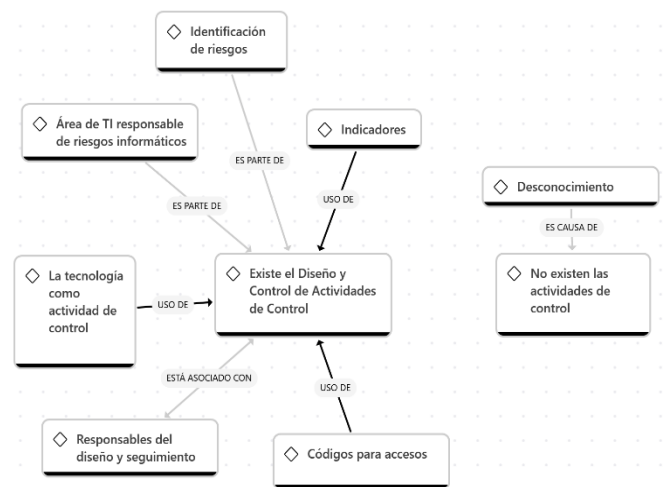 Identificación
de riesgos
Área de TI responsable
de riesgos informáticos
Indicadores
ES PARTE DE
ES PARTE DE
USO DE
Desconocimiento
ES CAUSA DE
La tecnología
como
actividad de
control
USO DE
Existe el Diseño y
Control de Actividades
de Control
No existen las
actividades de
control
ESTÁ ASOCIADO CON
USO DE
Responsables del
diseño y seguimiento
Códigos para accesos